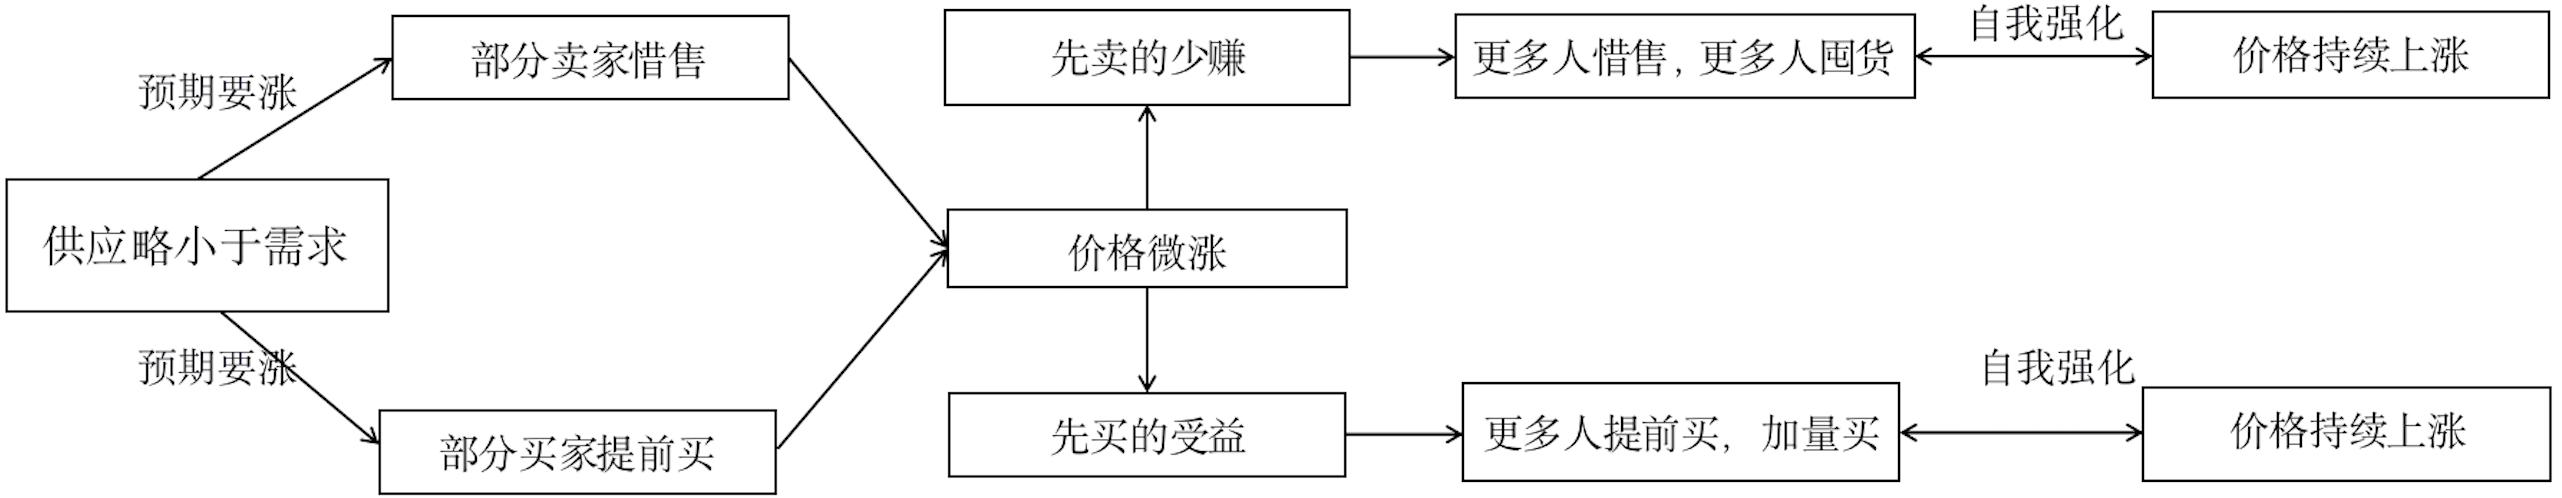 供应略小于需求
预期要涨
部分卖家惜售
预期要涨
部分买家提前买
价格微涨
先卖的少赚
更多人惜售，更多人囤货
自我强化
价格持续上涨
先买的受益
更多人提前买，加量买
自我强化
价格持续上涨